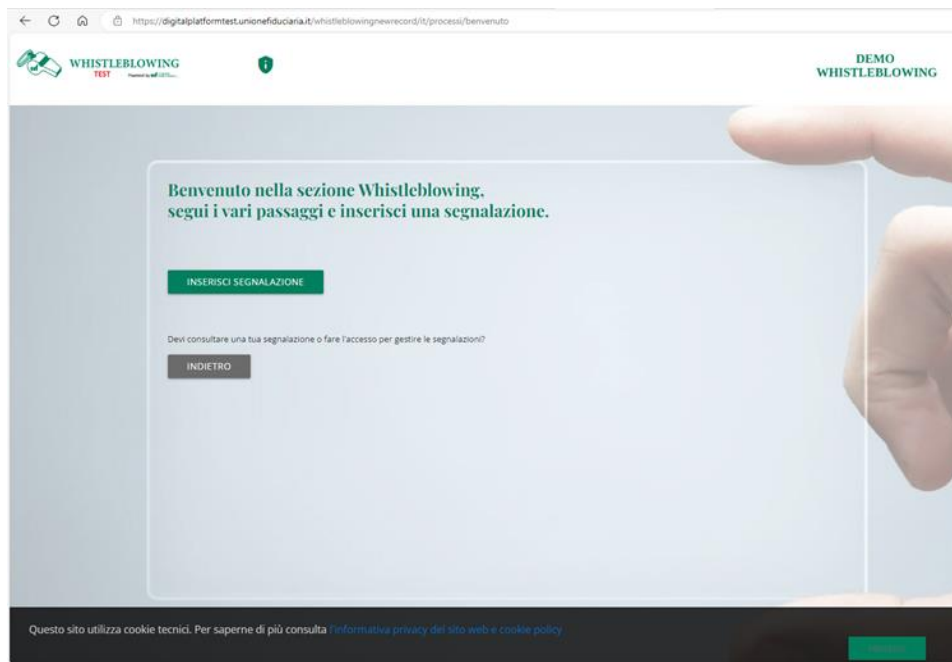 https://digitalplatformtest.unionefiduciaria.it/whistleblowingnewrecord/it/processi/benvenuto
WHISTLEBLOWING
TEST
Powered by
DEMO
WHISTLEBLOWING
Benvenuto nella sezione Whistleblowing,
segui i vari passaggi e inserisci una segnalazione.
INSERISCI SEGNALAZIONE
Devi consultare una tua segnalazione o fare l'accesso per gestire le segnalazioni?
INDIETRO
Questo sito utilizza cookie tecnici. Per saperne di più consulta l'informativa privacy del sito web e cookie policy